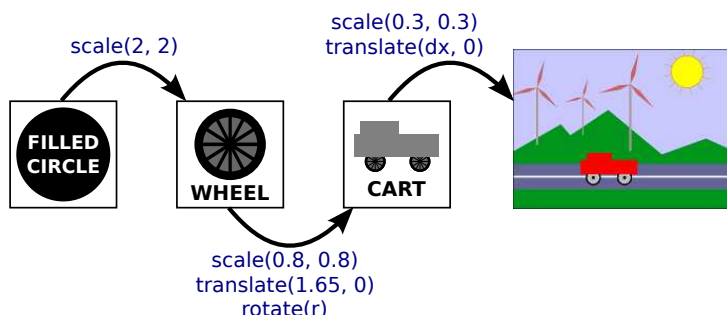 scale(2, 2)
scale(0.3, 0.3)
translate(dx, 0)
FILLED
CIRCLE
WHEEL
CART
scale(0.8, 0.8)
translate(1.65, 0)
rotate(r)